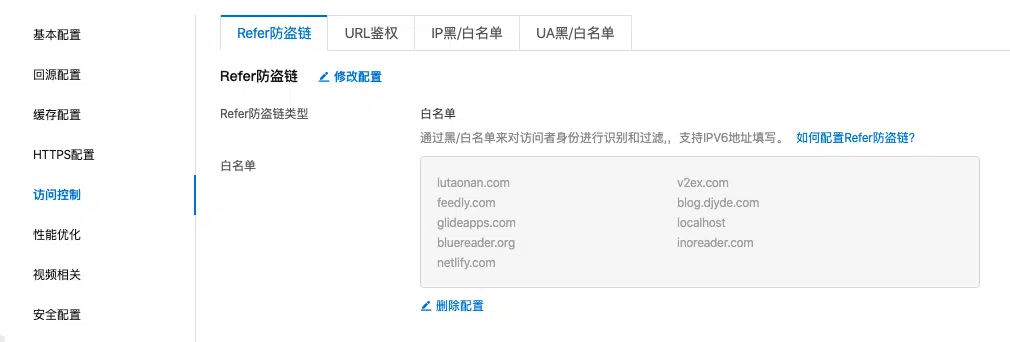 基本配置
回源配置
缓存配置
HTTPS配置
访问控制
性能优化
视频相关
安全配置
Refer防盗链
URL鉴权
IP黑/白名单
UA黑/白名单
Refer防盗链 修改配置
Refer防盗链类型 白名单
通过黑/白名单来对访问者身份进行识别和过滤,，支持IPV6地址填写。 如何配置Refer防盗链?
白名单
lutaonan.com v2ex.com
feedly.com blog.djyde.com
glideapps.com localhost
bluereader.org inoreader.com
netlify.com
删除配置